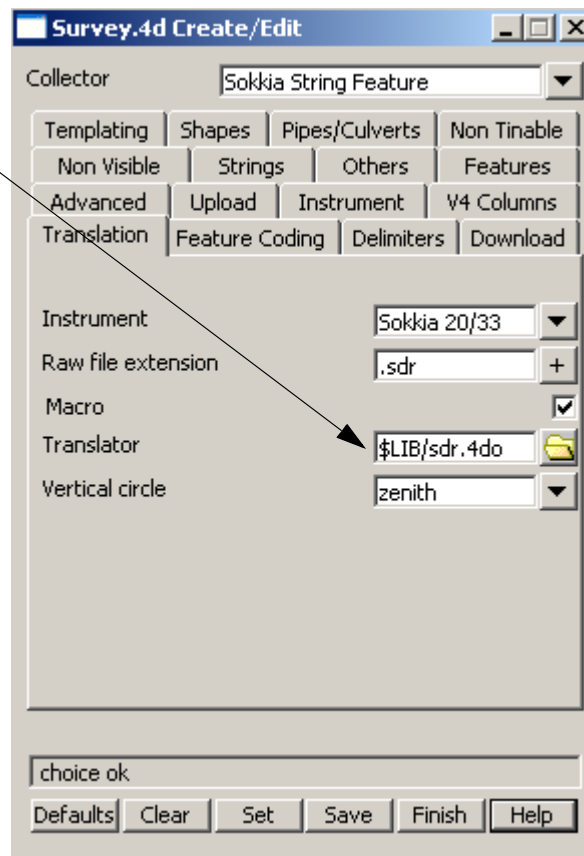 Survey.4d Create/Edit
Collector Sokkia String Feature
Templating Shapes Pipes/Culverts Non Tinable
Non Visible Strings Others Features
Advanced Upload Instrument V4 Columns
Translation Feature Coding Delimiters Download
Instrument Sokkia 20/33
Raw file extension .sdr +
Macro
Translator $LIB/sdr.4do
Vertical circle zenith
choice ok
Defaults Clear Set Save Finish Help